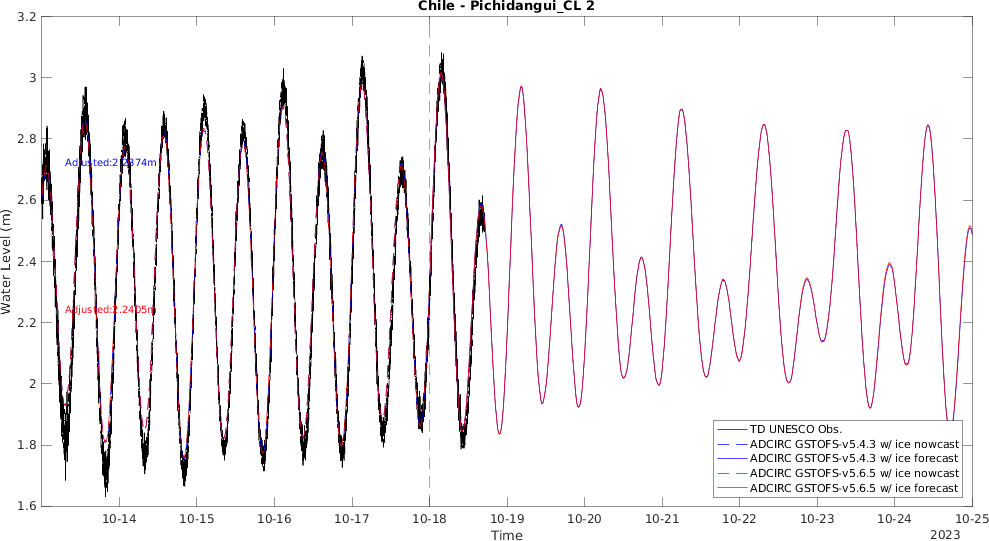 Chile - Pichidangui_CL 2
3.2
3
2.8
2.6
2.4
2.2
2
1.8
1.6
Water Level (m)
Adjusted:2.2374m
Adjusted:2.2405m
TD UNESCO Obs.
ADCIRC GSTOFS-v5.4.3 w/ ice nowcast
ADCIRC GSTOFS-v5.4.3 w/ ice forecast
ADCIRC GSTOFS-v5.6.5 w/ ice nowcast
ADCIRC GSTOFS-v5.6.5 w/ ice forecast
10-14 10-15 10-16 10-17 10-18 10-19 10-20 10-21 10-22 10-23 10-24 10-25
Time
2023